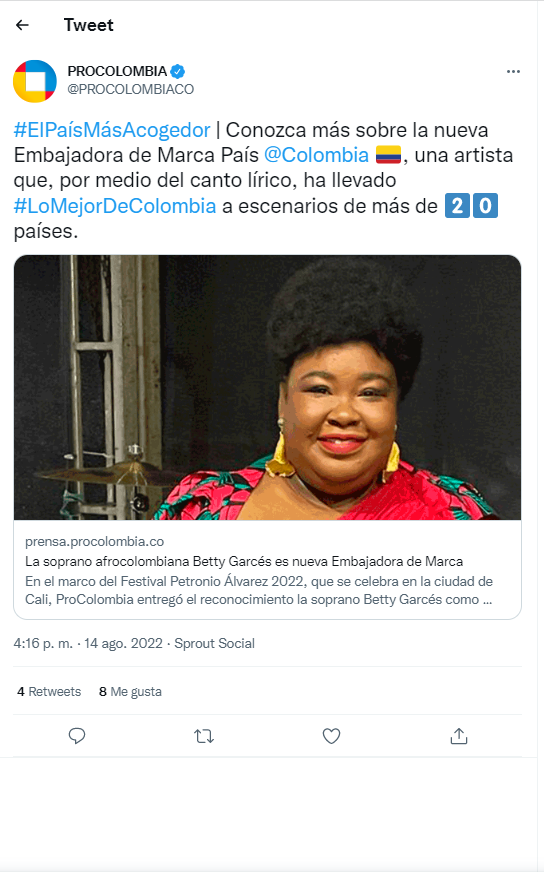 Tweet
PROCOLOMBIA
@PROCOLOMBIACO
#ElPaísMásAcogedor | Conozca más sobre la nueva
Embajadora de Marca País @Colombia 🇨🇴, una artista
que, por medio del canto lírico, ha llevado
#LoMejorDeColombia a escenarios de más de 2️⃣0️⃣
países.
prensa.procolombia.co
La soprano afrocolombiana Betty Garcés es nueva Embajadora de Marca
En el marco del Festival Petronio Álvarez 2022, que se celebra en la ciudad de
Cali, ProColombia entregó el reconocimiento la soprano Betty Garcés como ...
4:16 p. m. · 14 ago. 2022 · Sprout Social
4 Retweets 8 Me gusta